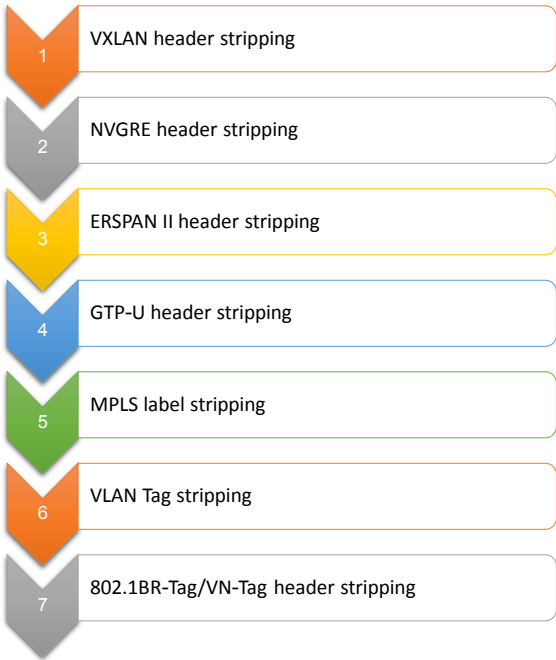 1
VXLAN header stripping
2
NVGRE header stripping
3
ERSPAN II header stripping
4
GTP-U header stripping
5
MPLS label stripping
6
VLAN Tag stripping
7
802.1BR-Tag/VN-Tag header stripping